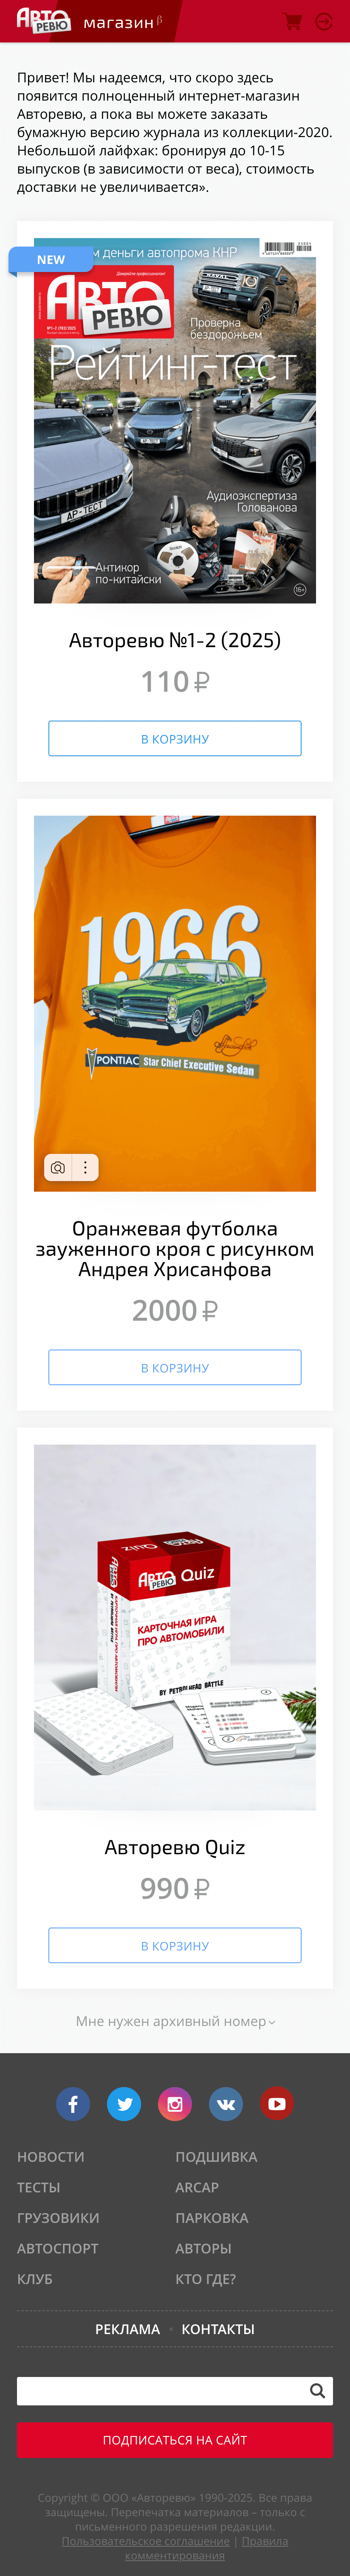 АВТО
РЕВЮ
магазин β
Привет! Мы надеемся, что скоро здесь
появится полноценный интернет-магазин
Авторевю, а пока вы можете заказать
бумажную версию журнала из коллекции-2020.
Небольшой лайфхак: бронируя до 10-15
выпусков (в зависимости от веса), стоимость
доставки не увеличивается».
NEW
м деньги автопрома КНР
АВТО
РЕВЮ
Проверка
бездорожьем
Рейтинг-тест
АР-ТЕСТ
Аудиоэкспертиза
Голованова
Антикор
по-китайски
16+
Авторевю №1-2 (2025)
110 ₽
В КОРЗИНУ
1966
PONTIAC Star Chief Executive Sedan
Оранжевая футболка
зауженного кроя с рисунком
Андрея Хрисанфова
2000 ₽
В КОРЗИНУ
Quiz
АВТО
РЕВЮ Quiz
КАРТОЧНАЯ ИГРА
ПРО АВТОМОБИЛИ
BY PETROLHEAD BATTLE
Авторевю Quiz
990 ₽
В КОРЗИНУ
Мне нужен архивный номер
НОВОСТИ ПОДШИВКА
ТЕСТЫ ARCAP
ГРУЗОВИКИ ПАРКОВКА
АВТОСПОРТ АВТОРЫ
КЛУБ КТО ГДЕ?
РЕКЛАМА • КОНТАКТЫ
ПОДПИСАТЬСЯ НА САЙТ
Copyright © ООО «Авторевю» 1990-2025. Все права
защищены. Перепечатка материалов – только с
письменного разрешения редакции.
Пользовательское соглашение | Правила
комментирования